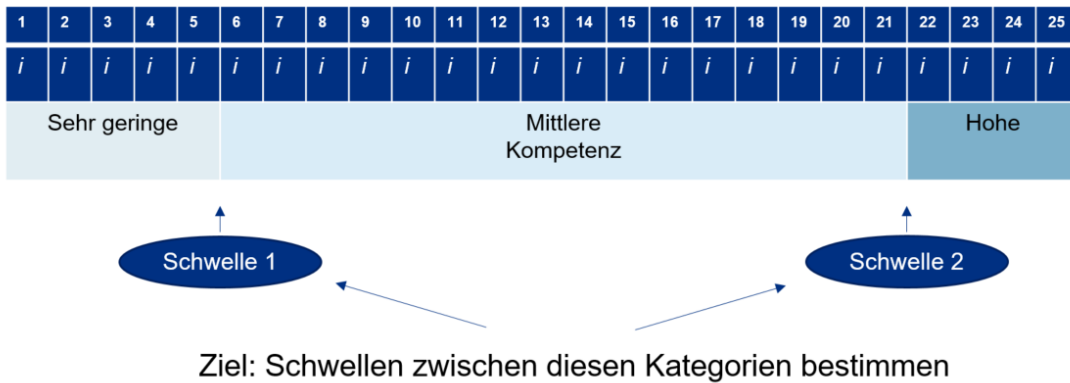 1 2 3 4 5 6 7 8 9 10 11 12 13 14 15 16 17 18 19 20 21 22 23 24 25
i i i i i i i i i i i i i i i i i i i i i i i i i
Sehr geringe Mittlere Hohe
Kompetenz
Schwelle 1 Schwelle 2
Ziel: Schwellen zwischen diesen Kategorien bestimmen